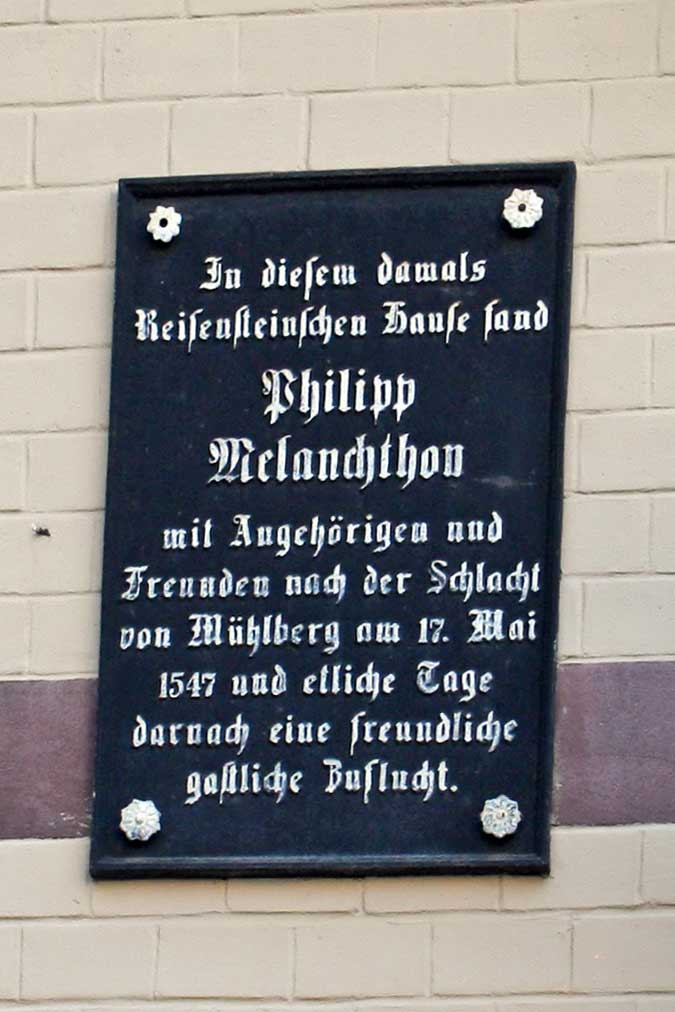 In diesem damals
Reisensteinschen Hause fand
Philipp
Melanchthon
mit Angehörigen und
Freunden nach der Schlacht
von Mühlberg am 17. Mai
1547 und etliche Tage
darnach eine freundliche
gastliche Zuflucht.